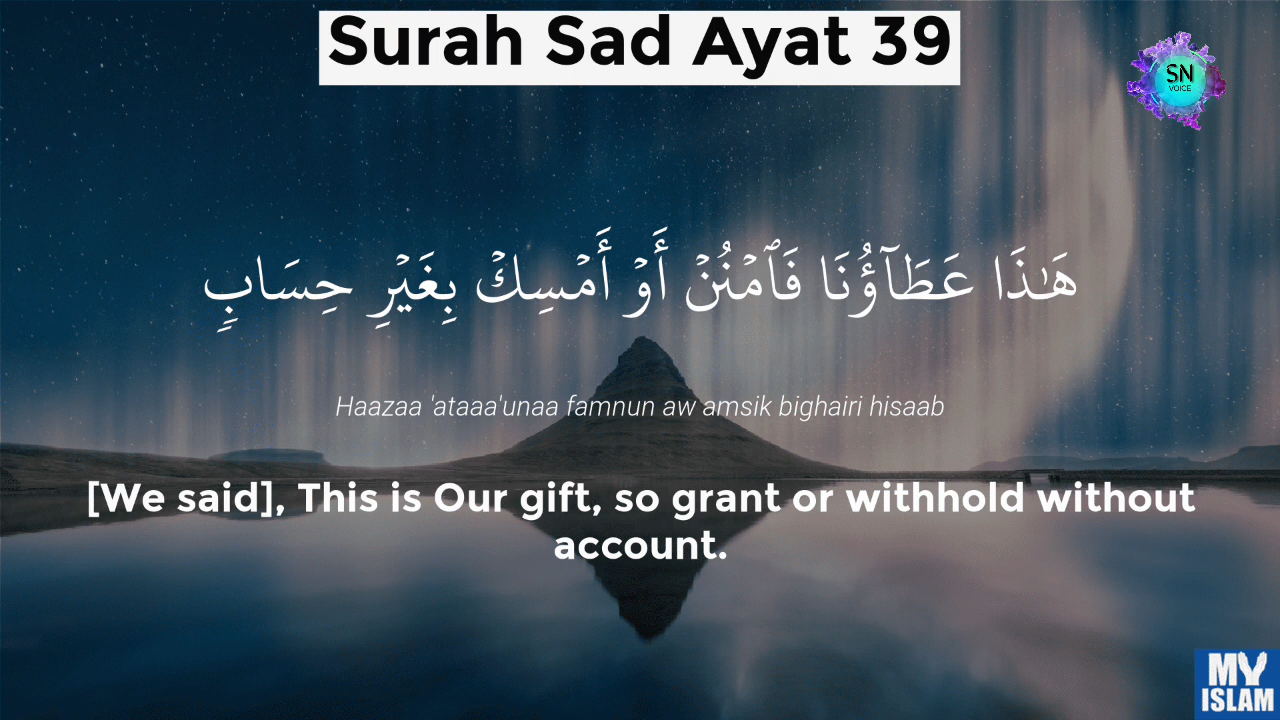 Surah Sad Ayat 39
SN
VOICE
هَـٰذَا عَطَآؤُنَا فَٱمۡنُنۡ أَوۡ أَمۡسِكۡ بِغَيۡرِ حِسَابٖ
Haazaa 'ataaa'unaa famnun aw amsik bighairi hisaab
[We said], This is Our gift, so grant or withhold without
account.
MY
ISLAM